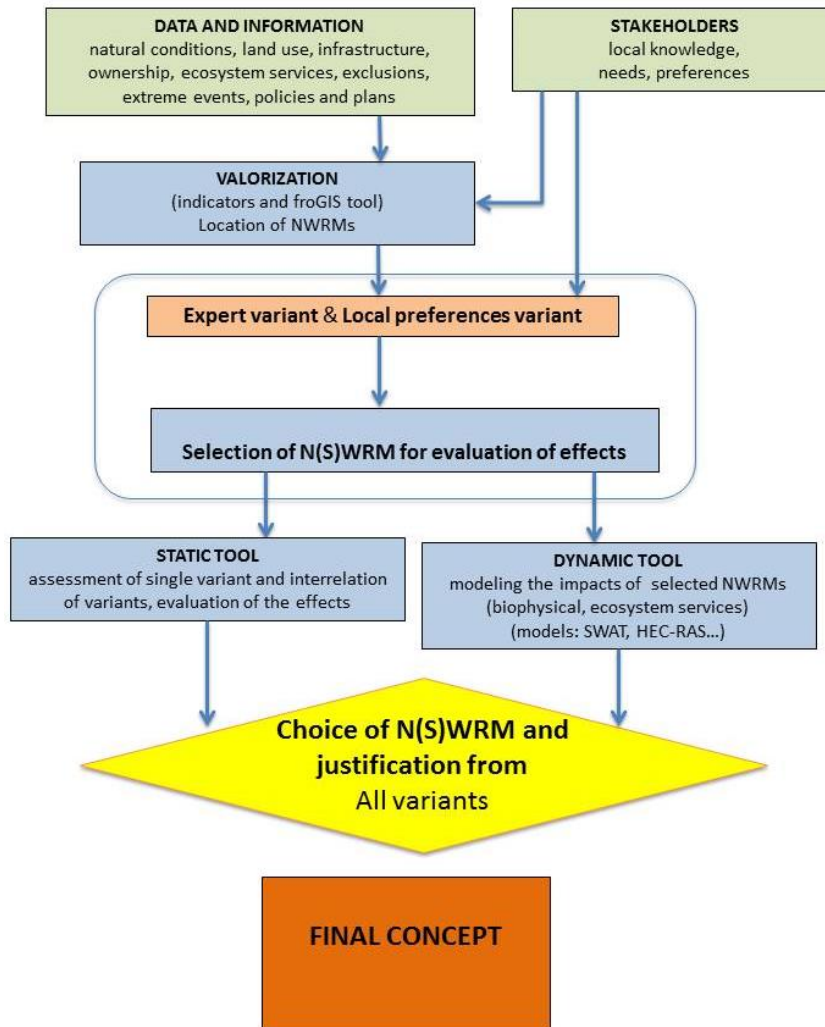 DATA AND INFORMATION
natural conditions, land use, infrastructure,
ownership, ecosystem services, exclusions,
extreme events, policies and plans
STAKEHOLDERS
local knowledge,
needs, preferences
VALORIZATION
(indicators and froGIS tool)
Location of NWRMs
Expert variant & Local preferences variant
Selection of N(S)WRM for evaluation of effects
STATIC TOOL
assessment of single variant and interrelation
of variants, evaluation of the effects
DYNAMIC TOOL
modeling the impacts of selected NWRMs
(biophysical, ecosystem services)
(models: SWAT, HEC-RAS...)
Choice of N(S)WRM and
justification from
All variants
FINAL CONCEPT